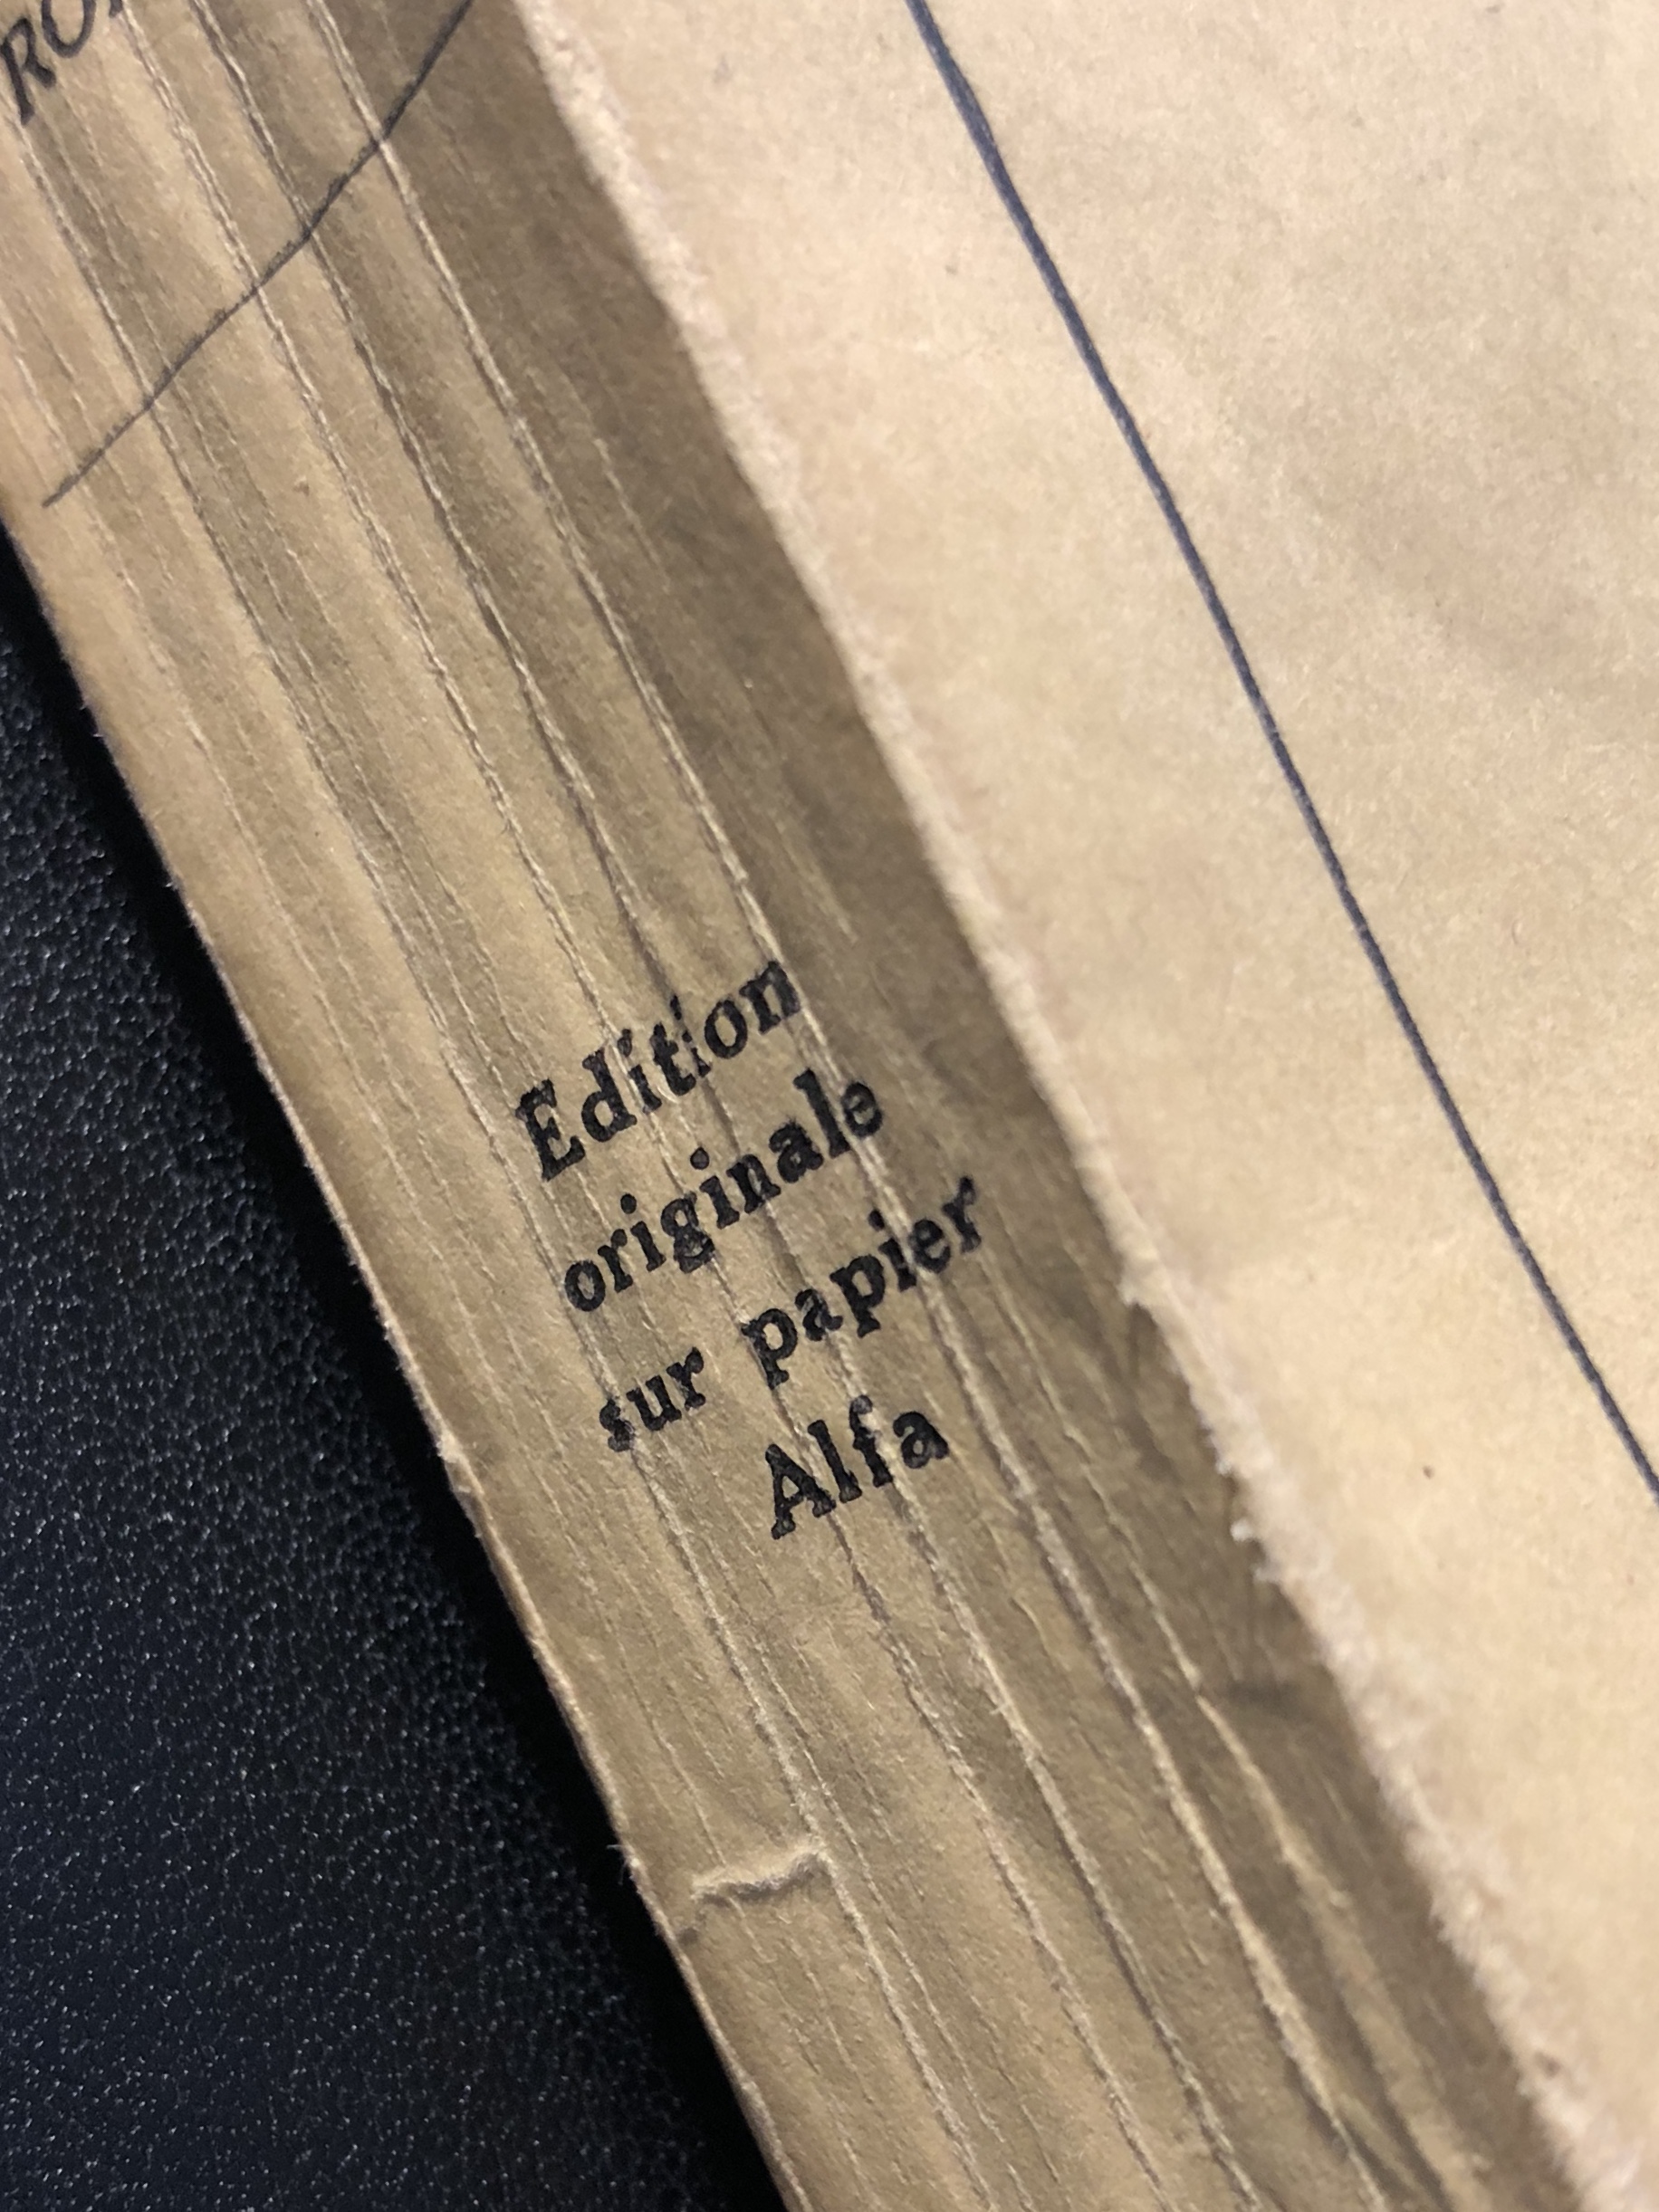 Edition
originale
sur papier
Alfa